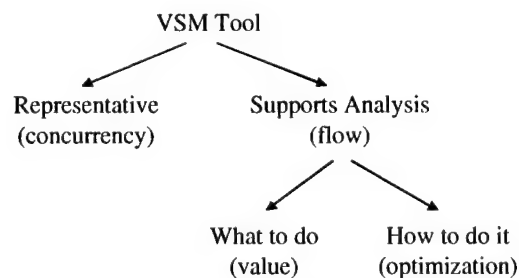 VSM Tool
Representative
(concurrency)
Supports Analysis
(flow)
What to do
(value)
How to do it
(optimization)